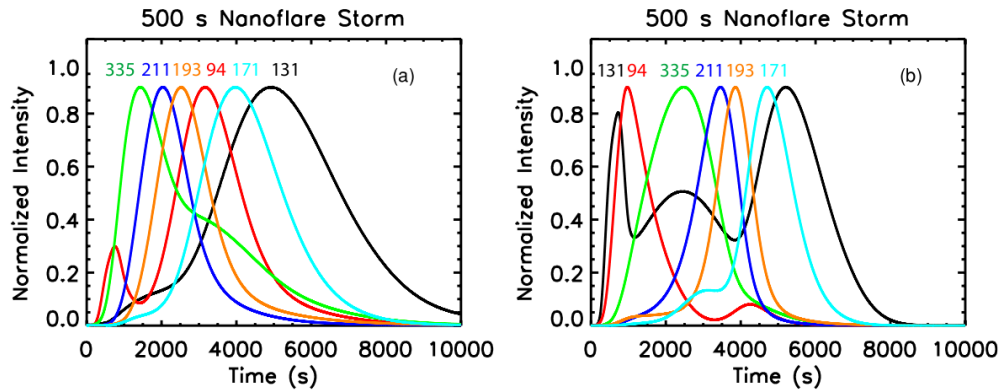 500 s Nanoflare Storm
335 211 193 94 171 131
(a)
Normalized Intensity
1.0
0.8
0.6
0.4
0.2
0.0
0 2000 4000 6000 8000 10000
Time (s)
500 s Nanoflare Storm
131 94 335 211 193 171
(b)
Normalized Intensity
1.0
0.8
0.6
0.4
0.2
0.0
0 2000 4000 6000 8000 10000
Time (s)